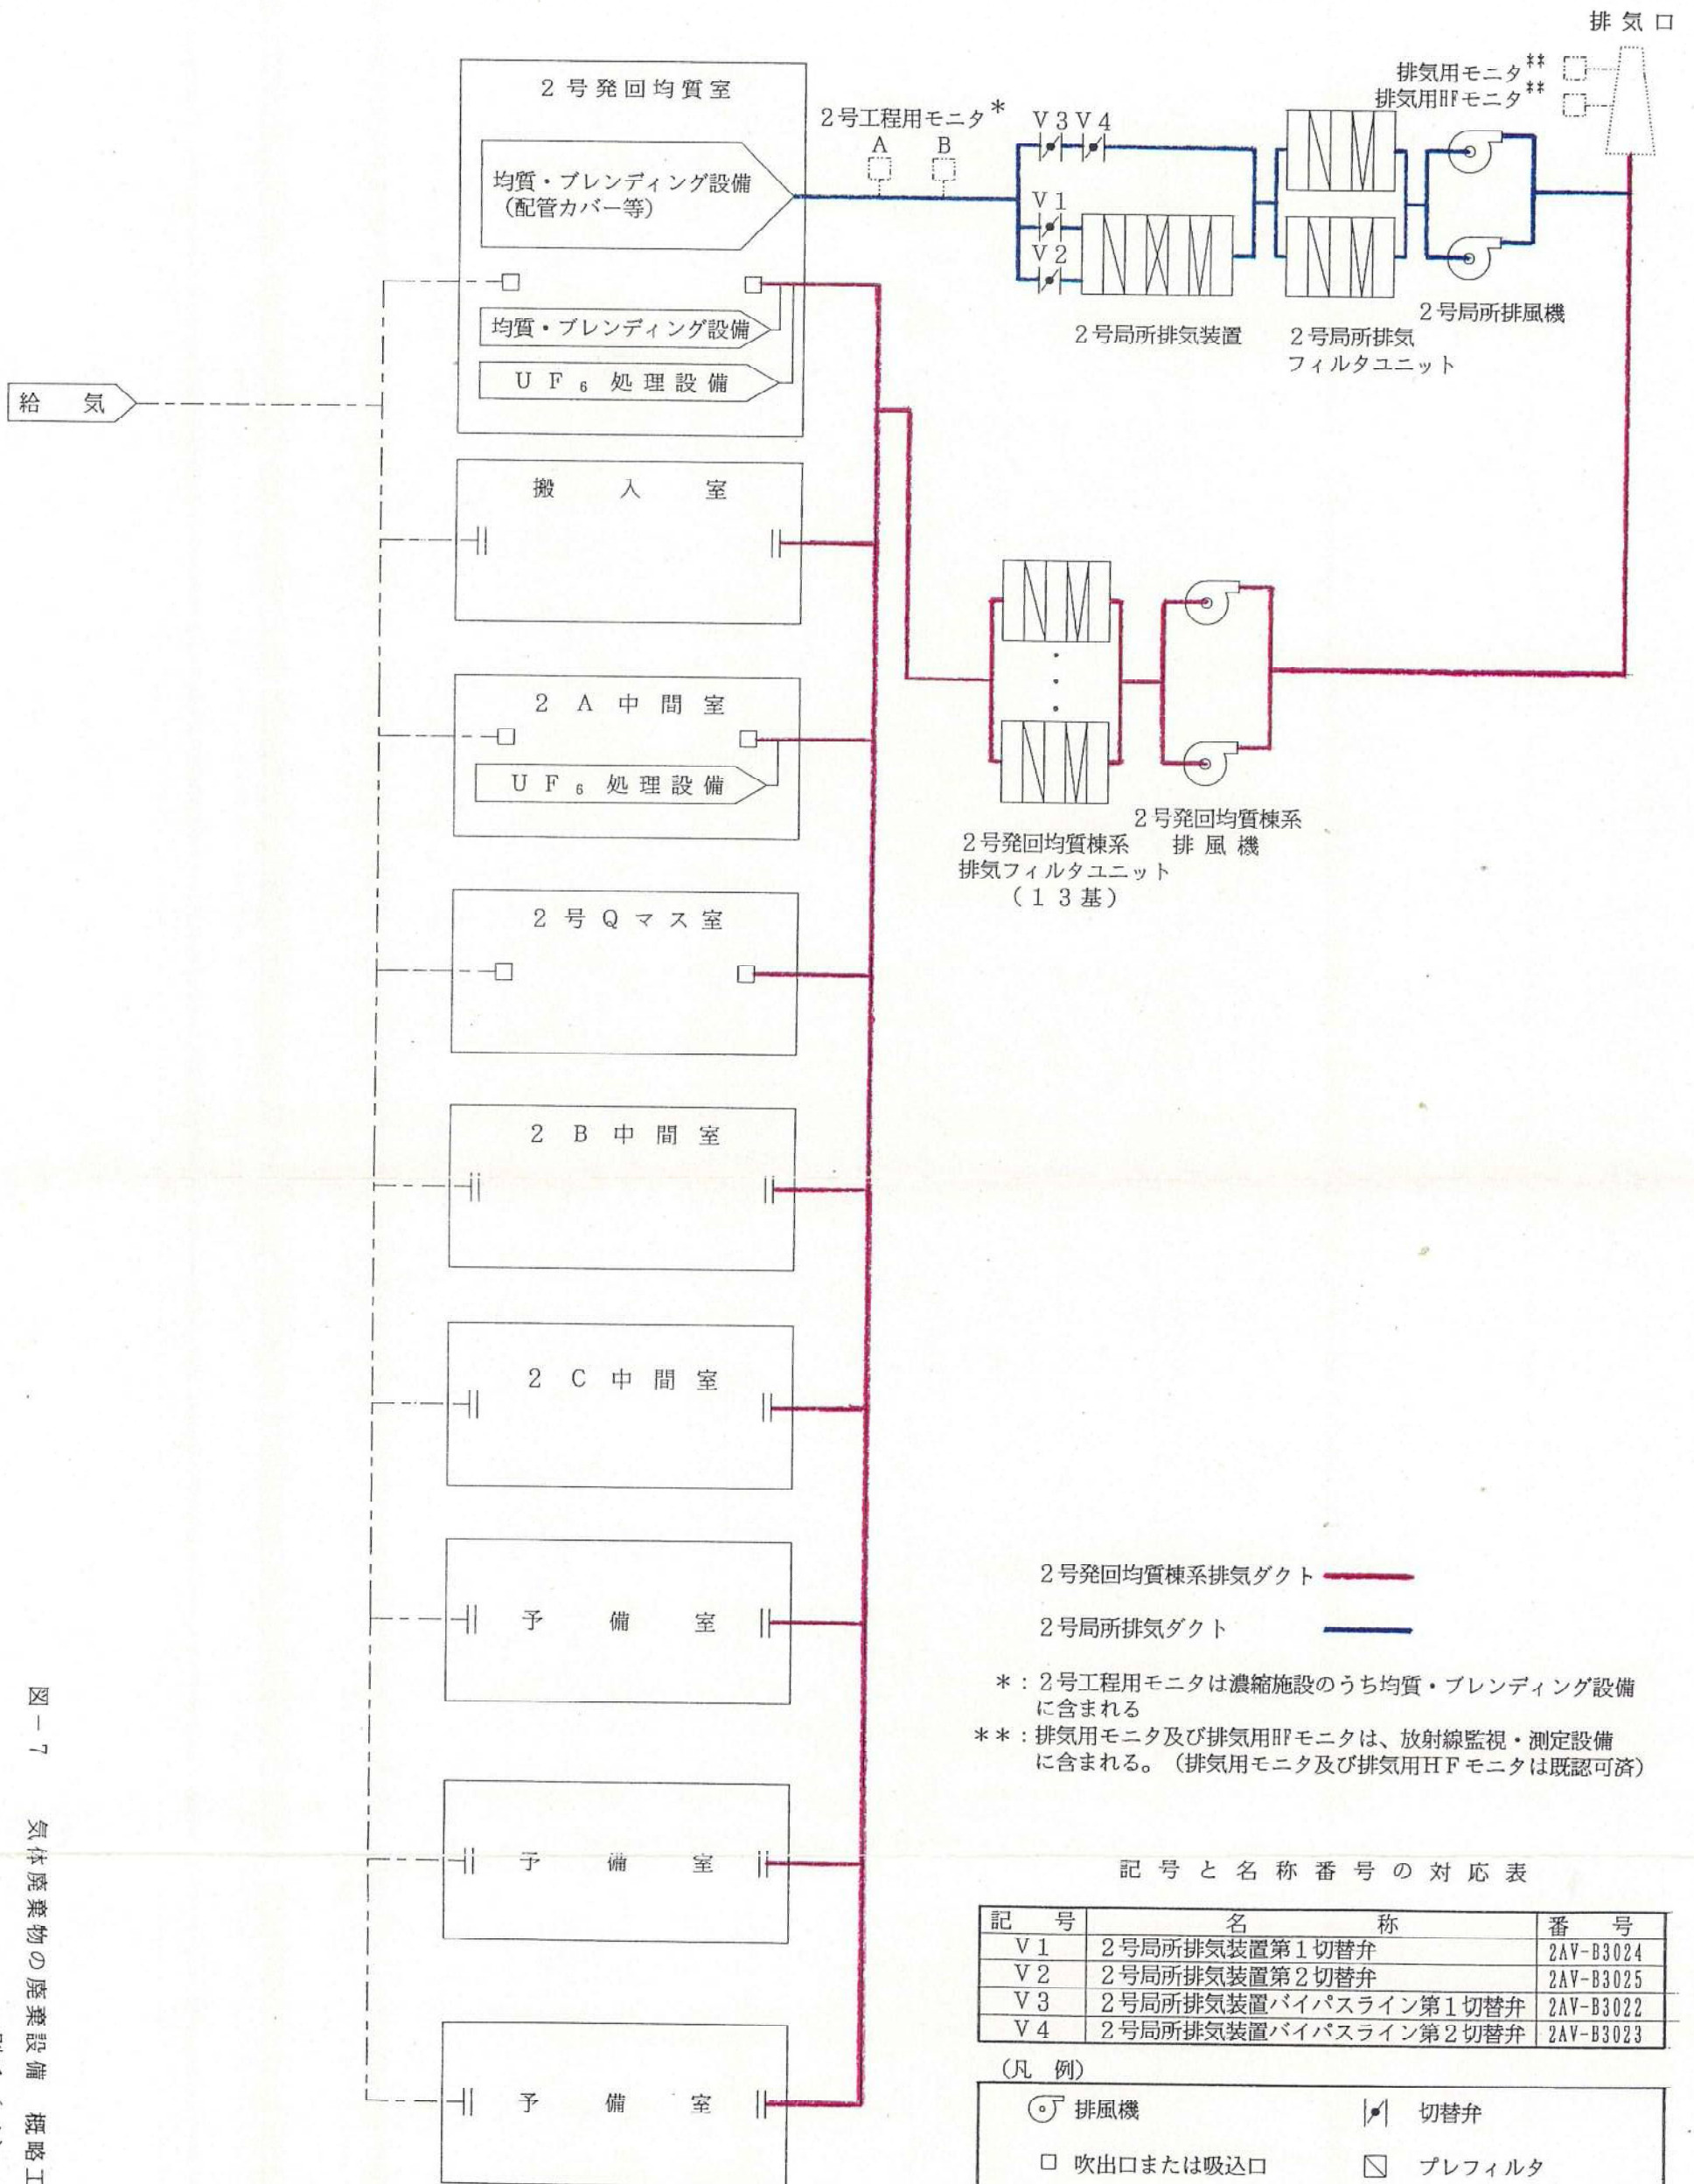 排気口
排気用モニタ**
排気用HFモニタ**
2号発回均質室
2号工程用モニタ*
A B
V3 V4
均質・ブレンディング設備
(配管カバー等)
V1
V2
2号局所排気装置
2号局所排気
フィルタユニット
2号局所排風機
均質・ブレンディング設備
UF6 処理設備
給気
搬入室
2A中間室
UF6 処理設備
2号発回均質棟系
排気フィルタユニット
(13基)
2号発回均質棟系
排風機
2号Qマス室
2B中間室
2C中間室
予備室
予備室
予備室
2号発回均質棟系排気ダクト
2号局所排気ダクト
*:2号工程用モニタは濃縮施設のうち均質・ブレンディング設備
に含まれる
**:排気用モニタ及び排気用HFモニタは、放射線監視・測定設備
に含まれる。(排気用モニタ及び排気用HFモニタは既認可済)
記号と名称番号の対応表
記号 名称 番号
V1 2号局所排気装置第1切替弁 2AV-B3024
V2 2号局所排気装置第2切替弁 2AV-B3025
V3 2号局所排気装置バイパスライン第1切替弁 2AV-B3022
V4 2号局所排気装置バイパスライン第2切替弁 2AV-B3023
(凡例)
排風機 切替弁
吹出口または吸込口 プレフィルタ
図-7 気体廃棄物の廃棄設備 概略工